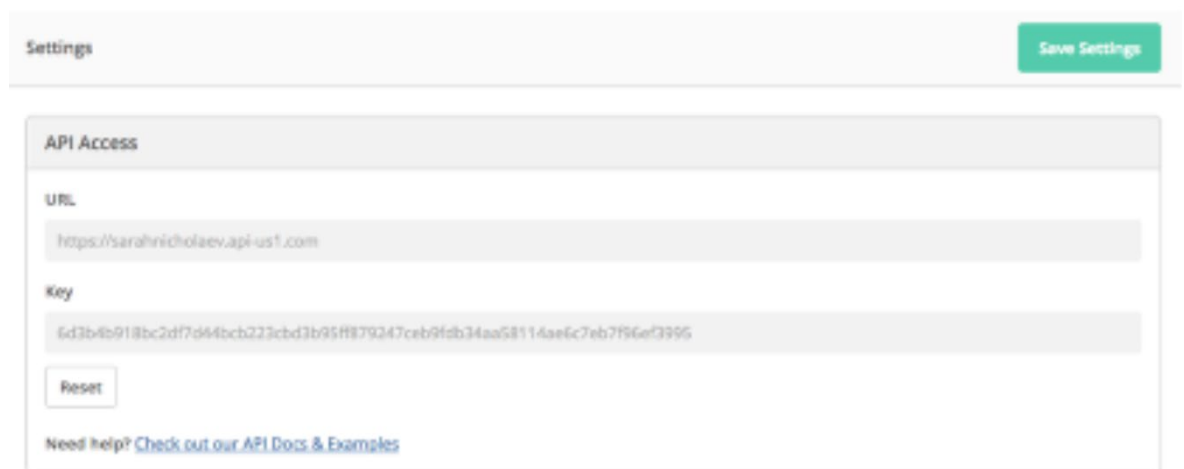 Settings
Save Settings
API Access
URL
https://sarahnicholaev.api-us1.com
Key
Reset
Need help? Check out our API Docs & Examples